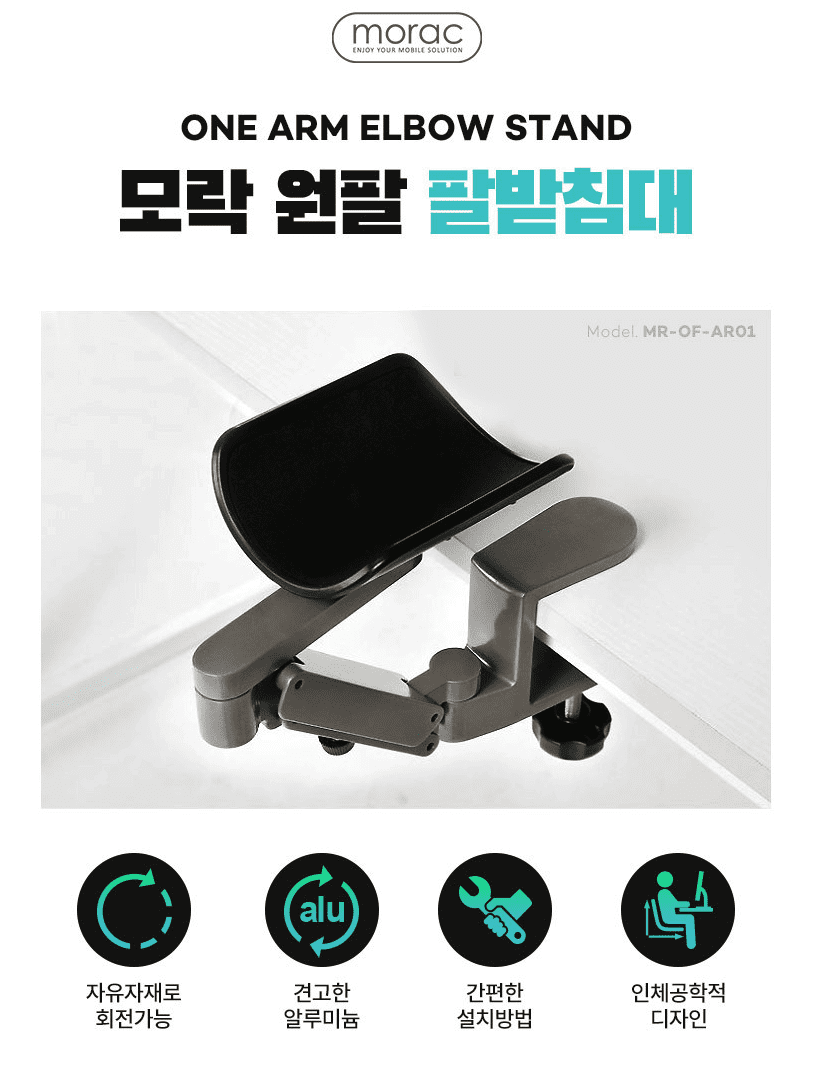 morac
ENJOY YOUR MOBILE SOLUTION
ONE ARM ELBOW STAND
모락 원팔 팔받침대
Model. MR-OF-AR01
alu
자유자재로
회전가능
견고한
알루미늄
간편한
설치방법
인체공학적
디자인